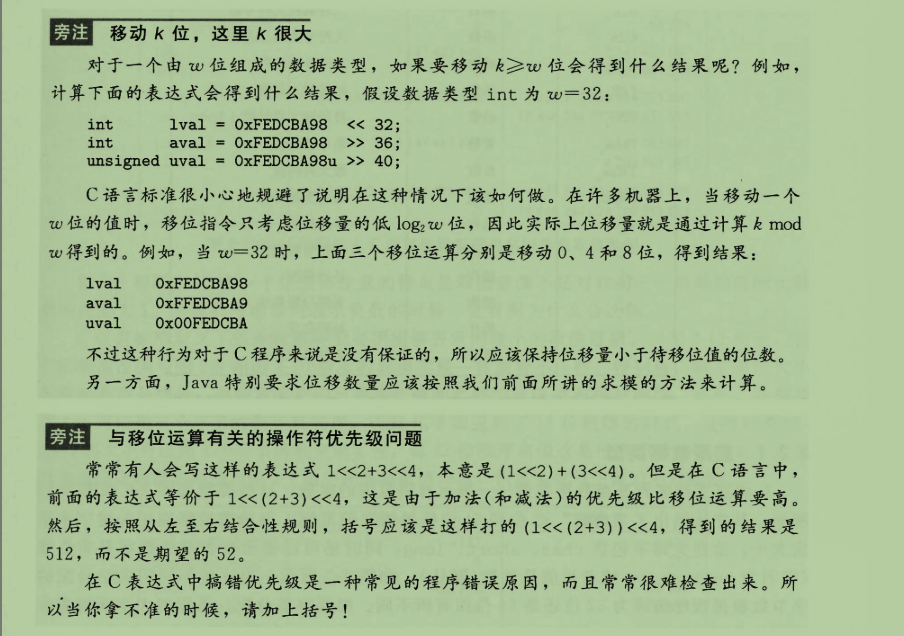 旁注 移动 k 位，这里 k 很大
对于一个由 w 位组成的数据类型，如果要移动 k≥w 位会得到什么结果呢？例如，
计算下面的表达式会得到什么结果，假设数据类型 int 为 w=32：
int lval = 0xFEDCBA98 << 32;
int aval = 0xFEDCBA98 >> 36;
unsigned uval = 0xFEDCBA98u >> 40;
C 语言标准很小心地规避了说明在这种情况下该如何做。在许多机器上，当移动一个
w 位的值时，移位指令只考虑位移量的低 log₂w 位，因此实际上位移量就是通过计算 k mod
w 得到的。例如，当 w=32 时，上面三个移位运算分别是移动 0、4 和 8 位，得到结果：
lval 0xFEDCBA98
aval 0xFFEDCBA9
uval 0x00FEDCBA
不过这种行为对于 C 程序来说是没有保证的，所以应该保持位移量小于待移位值的位数。
另一方面，Java 特别要求位移数量应该按照我们前面所讲的求模的方法来计算。
旁注 与移位运算有关的操作符优先级问题
常常有人会写这样的表达式 1<<2+3<<4，本意是 (1<<2)+(3<<4)。但是在 C 语言中，
前面的表达式等价于 1<<(2+3)<<4，这是由于加法(和减法)的优先级比移位运算要高。
然后，按照从左至右结合性规则，括号应该是这样打的 (1<<(2+3))<<4，得到的结果是
512，而不是期望的 52。
在 C 表达式中搞错优先级是一种常见的程序错误原因，而且常常很难检查出来。所
以当你拿不准的时候，请加上括号！